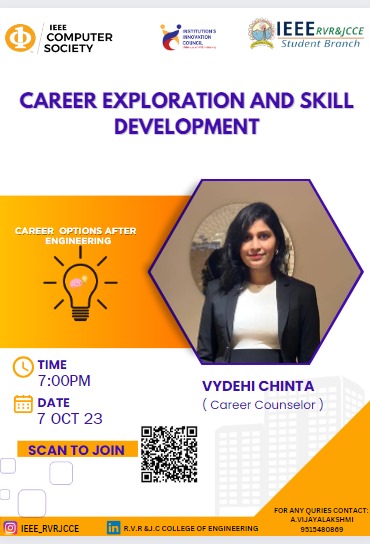 IEEE
COMPUTER
SOCIETY
INSTITUTION'S
INNOVATION
COUNCIL
IEEE RVR&JCCE
Student Branch
CAREER EXPLORATION AND SKILL
DEVELOPMENT
CAREER OPTIONS AFTER
ENGINEERING
TIME
7:00PM
DATE
7 OCT 23
SCAN TO JOIN
VYDEHI CHINTA
( Career Counselor )
FOR ANY QURIES CONTACT:
A.VIJAYALAKSHMI
9515480869
IEEE_RVRJCCE
R.V.R &J.C COLLEGE OF ENGINEERING